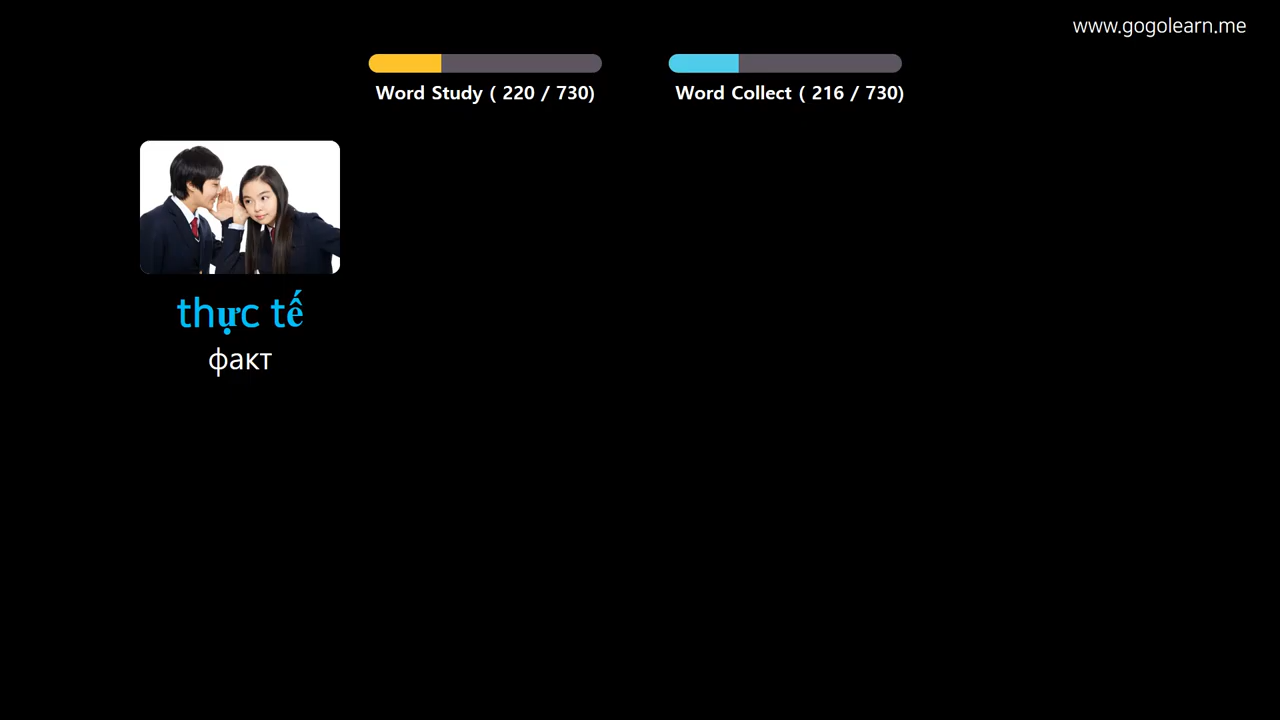 www.gogolearn.me
Word Study ( 220 / 730)
Word Collect ( 216 / 730)
thực tế
факт